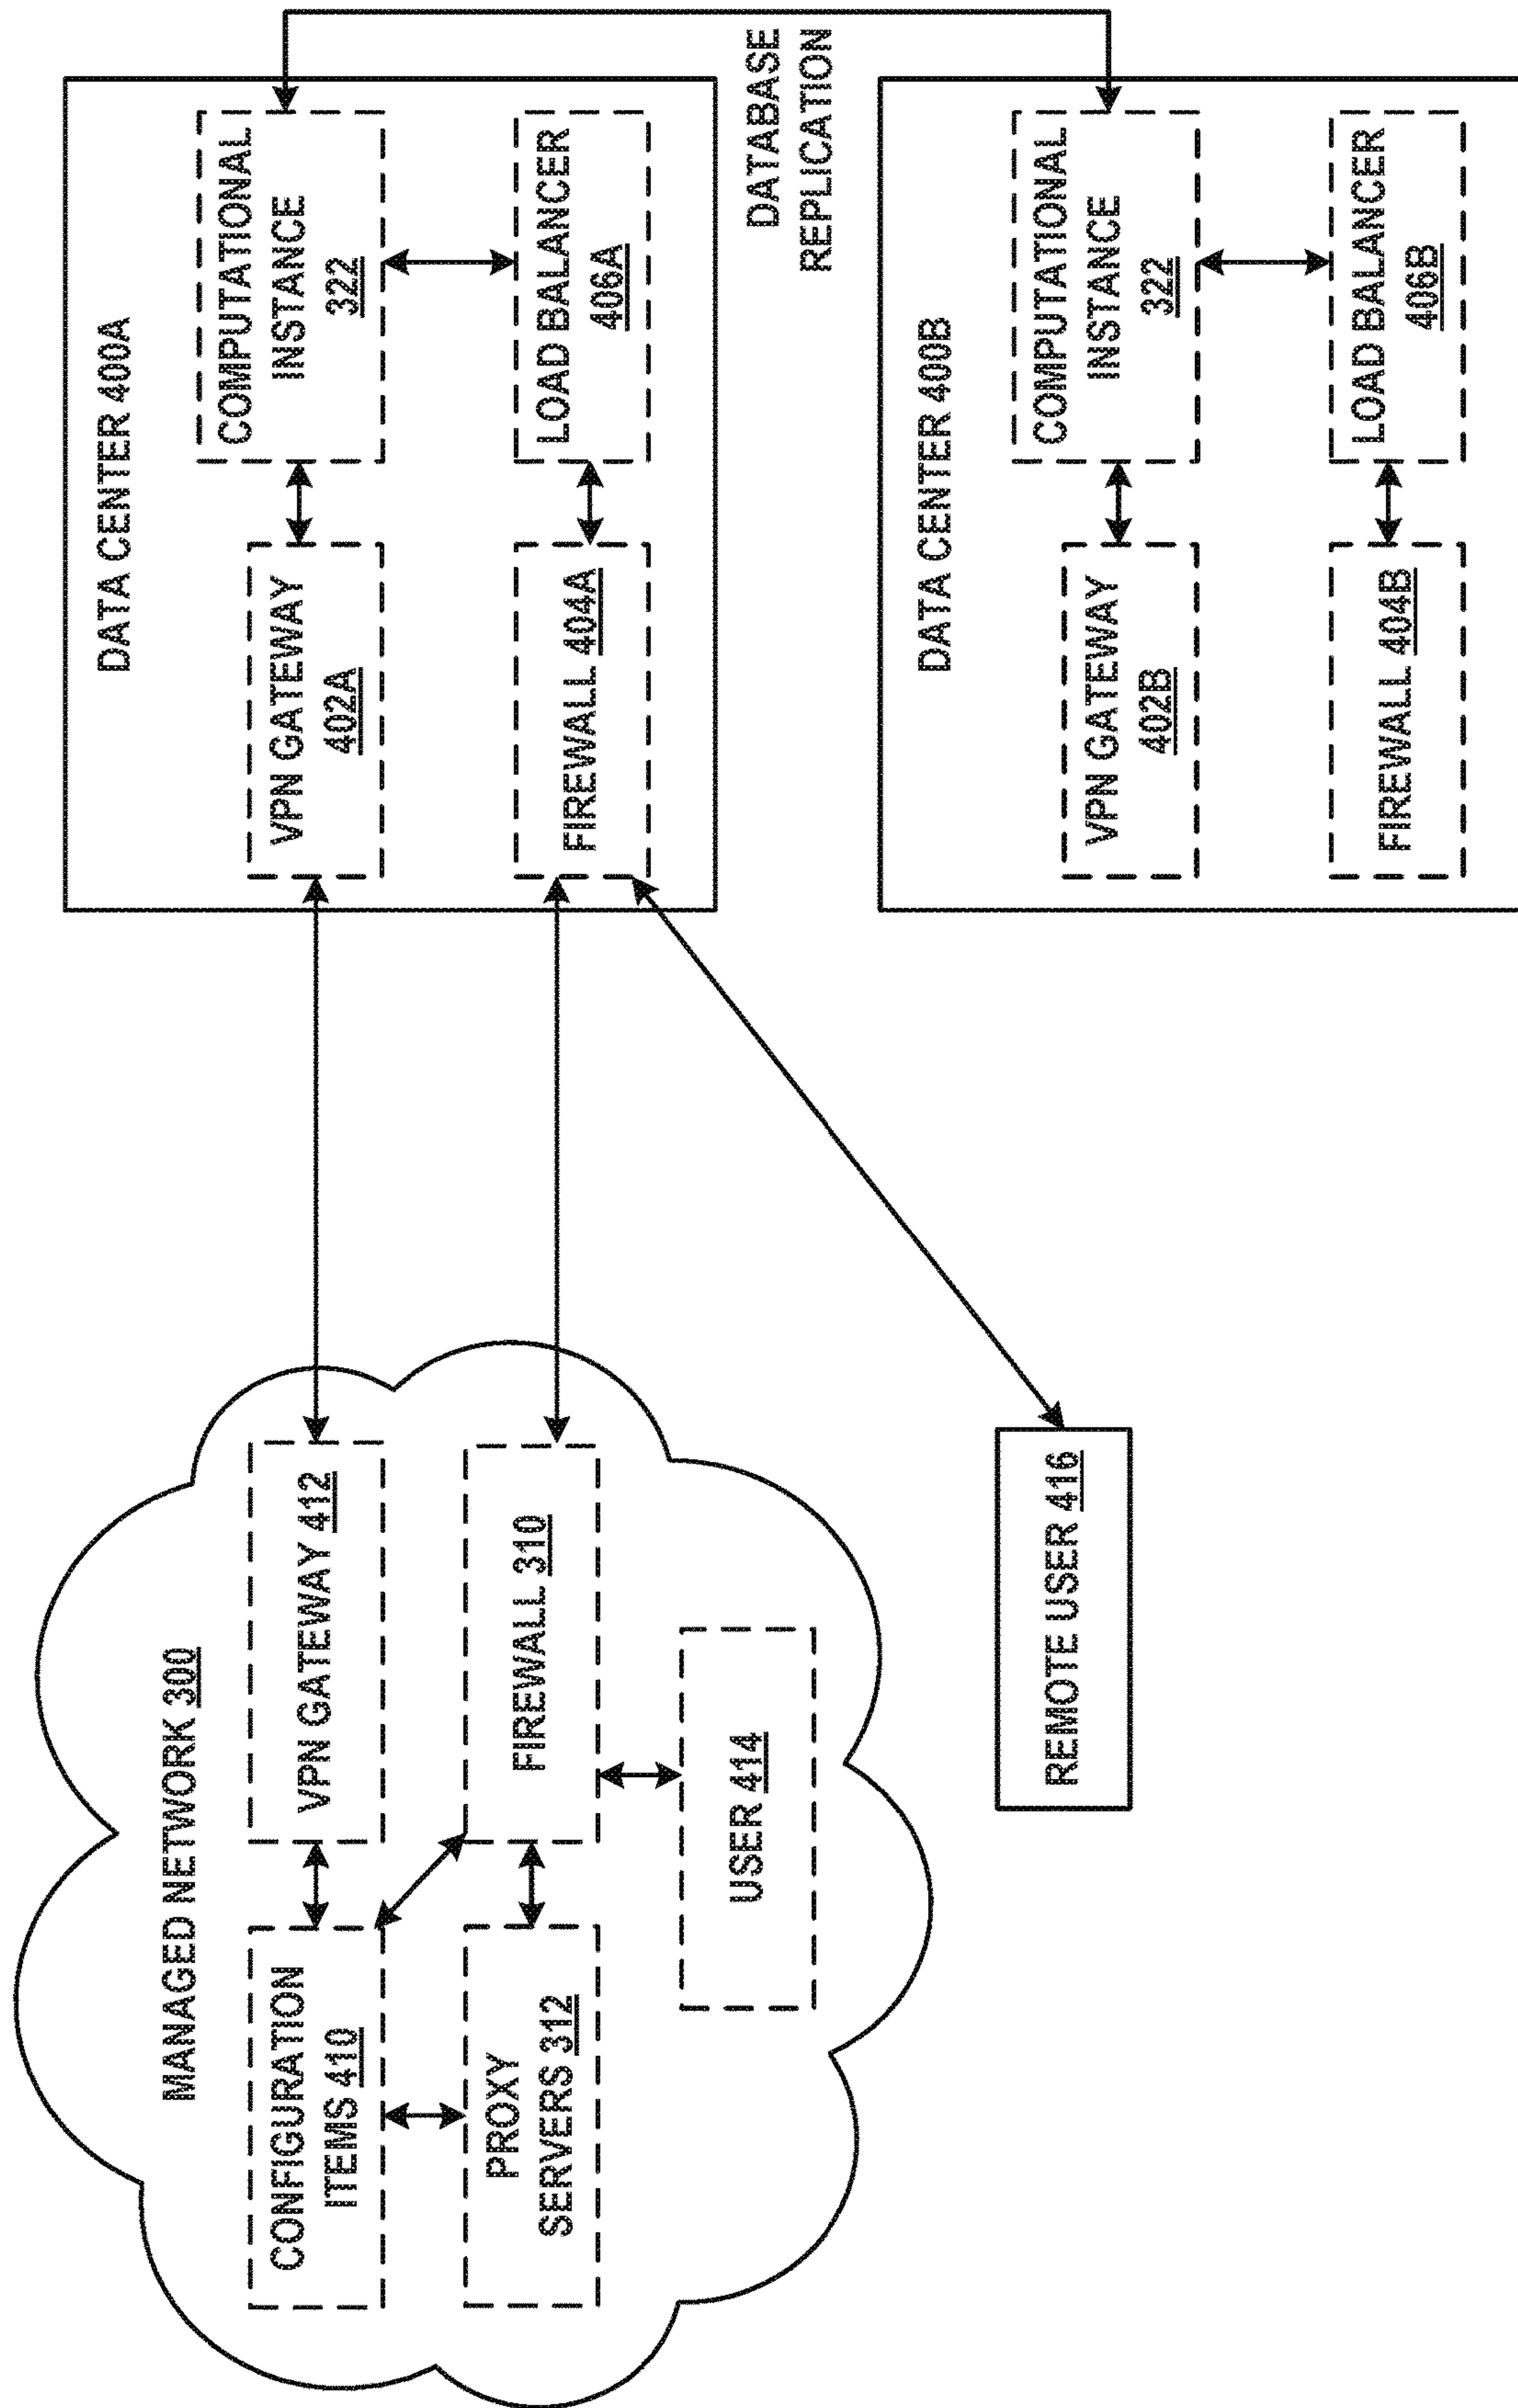 MANAGED NETWORK 300
CONFIGURATION
ITEMS 410
VPN GATEWAY 412
PROXY
SERVERS 312
FIREWALL 310
USER 414
REMOTE USER 416
DATA CENTER 400A
VPN GATEWAY
402A
COMPUTATIONAL
INSTANCE
322
FIREWALL 404A
LOAD BALANCER
406A
DATABASE
REPLICATION
DATA CENTER 400B
VPN GATEWAY
402B
COMPUTATIONAL
INSTANCE
322
FIREWALL 404B
LOAD BALANCER
406B